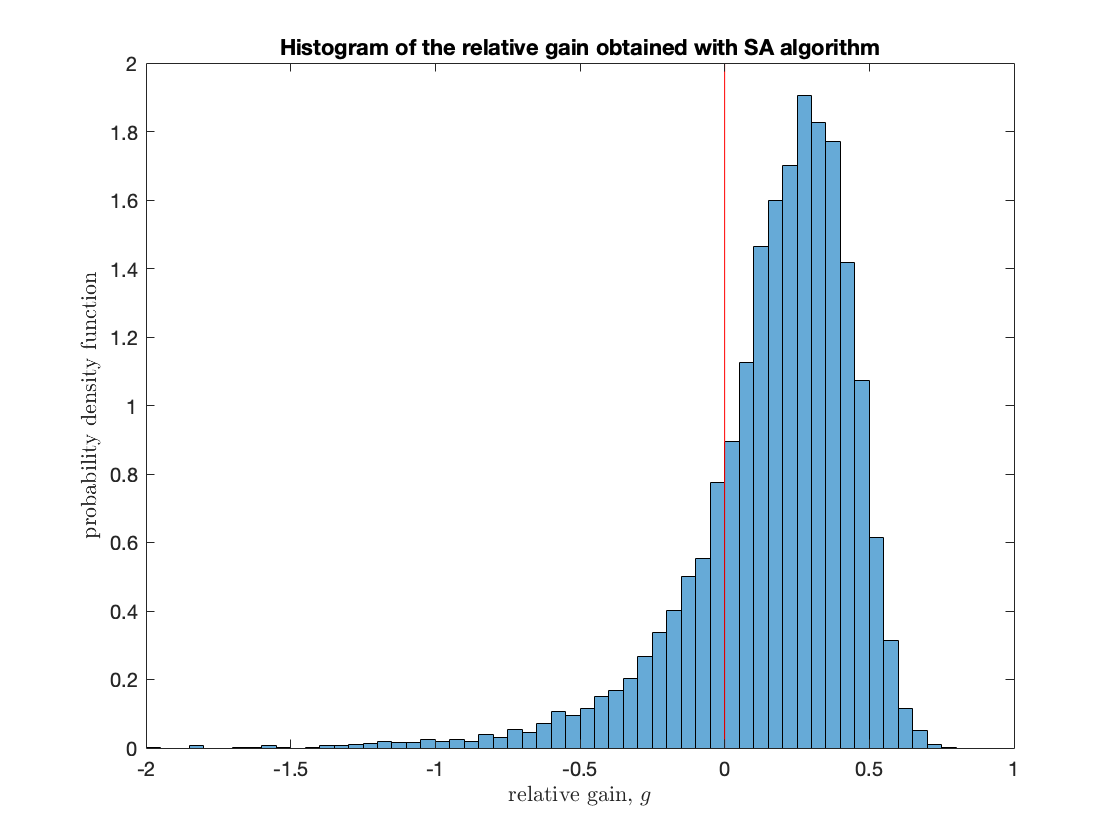 Histogram of the relative gain obtained with SA algorithm
2
1.8
1.6
1.4
1.2
1
0.8
0.6
0.4
0.2
0
probability density function
-2 -1.5 -1 -0.5 0 0.5 1
relative gain, g